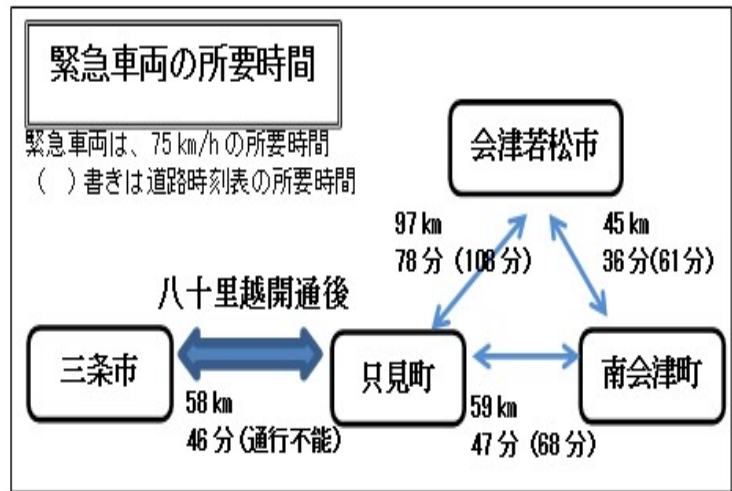 緊急車両の所要時間
緊急車両は、75㎞/hの所要時間
（　）書きは道路時刻表の所要時間
会津若松市
97㎞
78分（108分）
45㎞
36分(61分)
八十里越開通後
三条市
只見町
南会津町
58㎞
46分(通行不能)
59㎞
47分（68分）